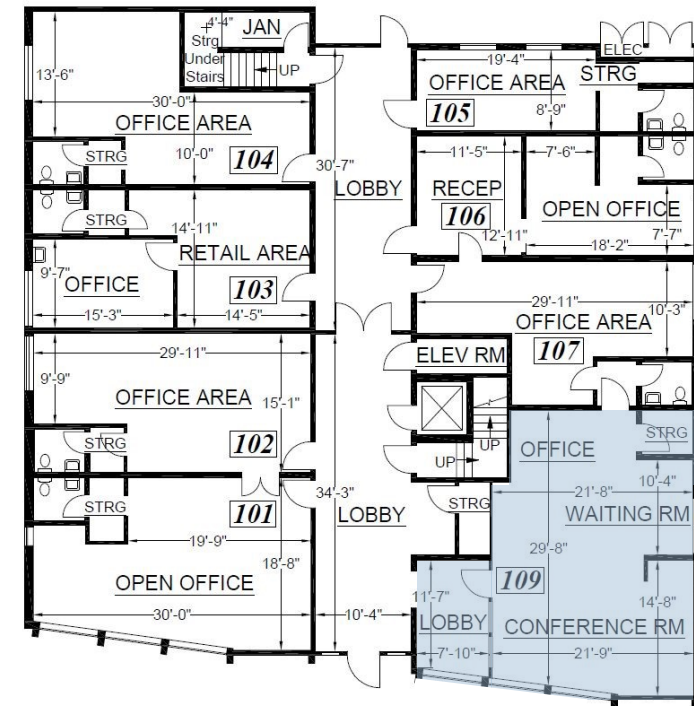 4'-4"
JAN
Strg
Under
Stairs
UP
13'-6"
30'-0"
OFFICE AREA
10'-0"
104
STRG
STRG
14'-11"
RETAIL AREA
9'-7"
OFFICE
103
15'-3"
14'-5"
29'-11"
9'-9"
OFFICE AREA
15'-1"
102
STRG
101
STRG
19'-9"
18'-8"
OPEN OFFICE
30'-0"
30'-7"
LOBBY
34'-3"
LOBBY
10'-4"
ELEC
19'-4"
STRG
OFFICE AREA
105
8'-9"
11'-5"
7'-6"
RECEP
106
OPEN OFFICE
12'-11"
7'-7"
18'-2"
29'-11"
10'-3"
OFFICE AREA
107
ELEV RM
UP
UP
STRG
OFFICE
STRG
10'-4"
21'-8"
WAITING RM
29'-8"
109
11'-7"
14'-8"
LOBBY
CONFERENCE RM
7'-10"
21'-9"